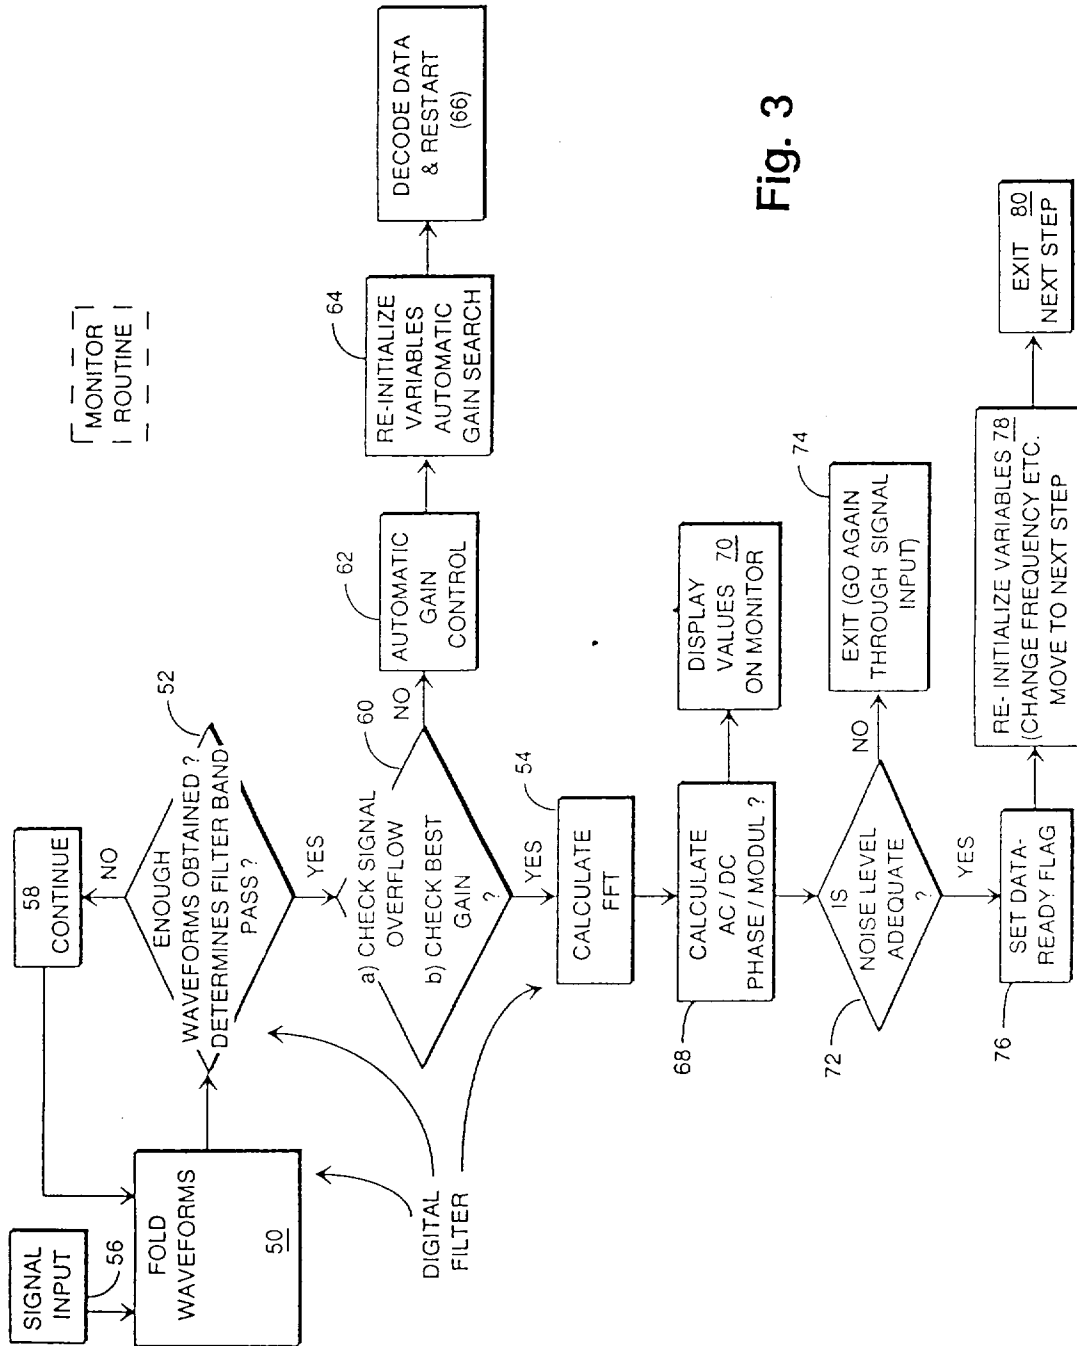 SIGNAL
INPUT
56
FOLD
WAVEFORMS
50
58
CONTINUE
NO
52
ENOUGH
WAVEFORMS OBTAINED ?
DETERMINES FILTER BAND
PASS ?
YES
DIGITAL
FILTER
MONITOR
ROUTINE
60
a) CHECK SIGNAL
OVERFLOW
b) CHECK BEST
GAIN
?
NO
62
AUTOMATIC
GAIN
CONTROL
64
RE-INITIALIZE
VARIABLES
AUTOMATIC
GAIN SEARCH
DECODE DATA
& RESTART
(66)
YES
54
CALCULATE
FFT
68
CALCULATE
AC / DC
PHASE / MODUL ?
DISPLAY
VALUES 70
ON MONITOR
72
IS
NOISE LEVEL
ADEQUATE
?
NO
74
EXIT (GO AGAIN
THROUGH SIGNAL
INPUT)
YES
76
SET DATA-
READY FLAG
RE- INITIALIZE VARIABLES 78
(CHANGE FREQUENCY ETC.
MOVE TO NEXT STEP
EXIT 80
NEXT STEP
Fig. 3